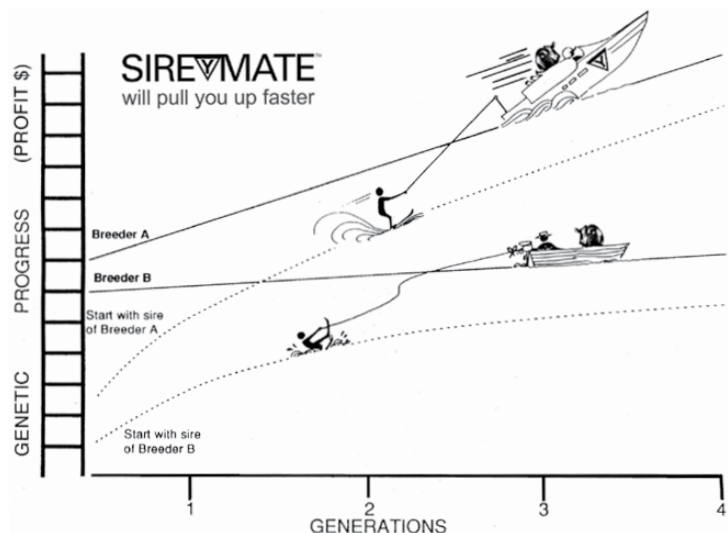 SIREMATE™
will pull you up faster
GENETIC PROGRESS (PROFIT $)
Breeder A
Breeder B
Start with sire
of Breeder A
Start with sire
of Breeder B
1 2 3 4
GENERATIONS